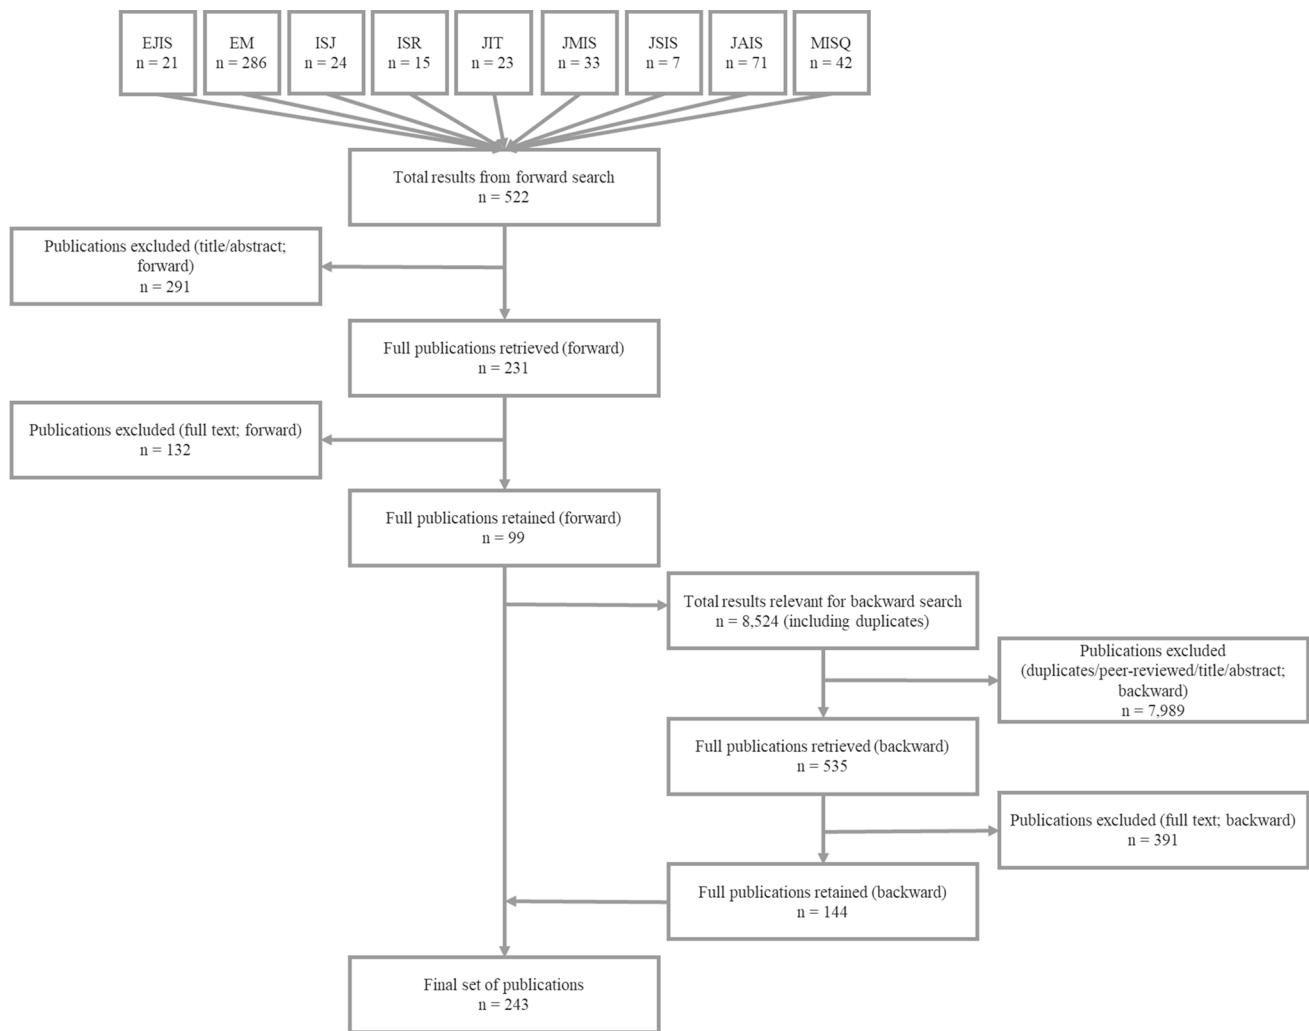 EJIS
n = 21
EM
n = 286
ISJ
n = 24
ISR
n = 15
JIT
n = 23
JMIS
n = 33
JSIS
n = 7
JAIS
n = 71
MISQ
n = 42
Total results from forward search
n = 522
Publications excluded (title/abstract;
forward)
n = 291
Full publications retrieved (forward)
n = 231
Publications excluded (full text; forward)
n = 132
Full publications retained (forward)
n = 99
Total results relevant for backward search
n = 8,524 (including duplicates)
Publications excluded
(duplicates/peer-reviewed/title/abstract;
backward)
n = 7,989
Full publications retrieved (backward)
n = 535
Publications excluded (full text; backward)
n = 391
Full publications retained (backward)
n = 144
Final set of publications
n = 243